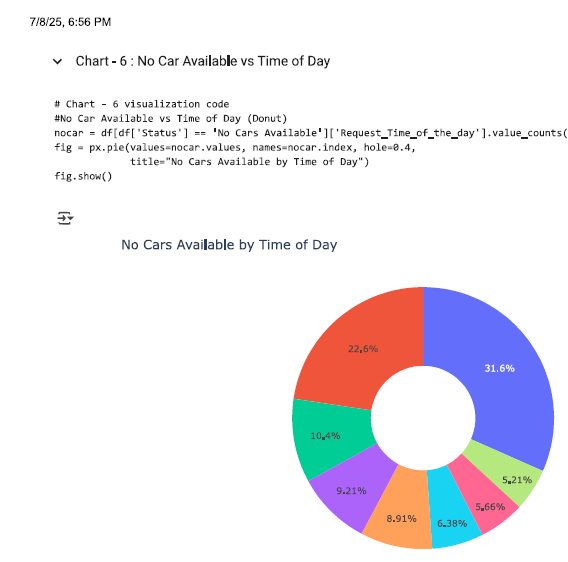 7/8/25, 6:56 PM
Chart - 6 : No Car Available vs Time of Day
# Chart - 6 visualization code
#No Car Available vs Time of Day (Donut)
nocar = df[df['Status'] == 'No Cars Available']['Request_Time_of_the_day'].value_counts(
fig = px.pie(values=nocar.values, names=nocar.index, hole=0.4,
title="No Cars Available by Time of Day")
fig.show()
No Cars Available by Time of Day
22.6%
31.6%
10.4%
5.21%
9.21%
5.66%
8.91%
6.38%